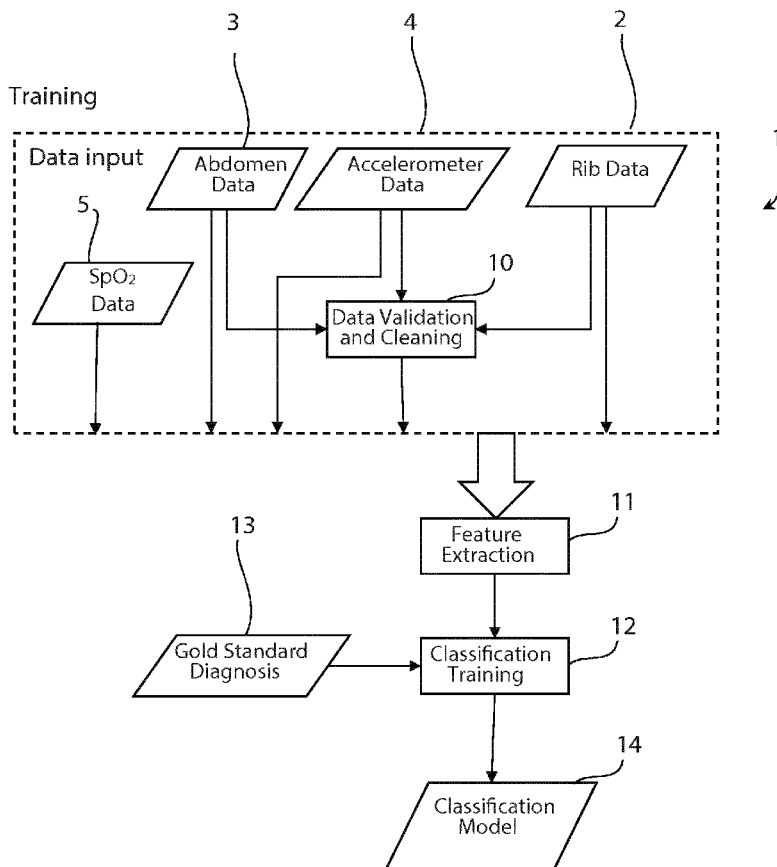 3
4
2
Training
1
Data input
Abdomen
Data
Accelerometer
Data
Rib Data
5
SpO₂
Data
10
Data Validation
and Cleaning
11
Feature
Extraction
13
12
Gold Standard
Diagnosis
Classification
Training
14
Classification
Model